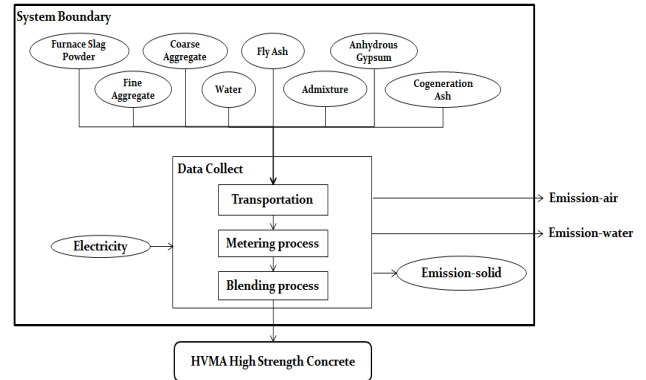 System Boundary
Furnace Slag
Powder
Coarse
Aggregate
Fly Ash
Anhydrous
Gypsum
Fine
Aggregate
Water
Admixture
Cogeneration
Ash
Data Collect
Transportation
Emission-air
Emission-water
Electricity
Metering process
Emission-solid
Blending process
HVMA High Strength Concrete